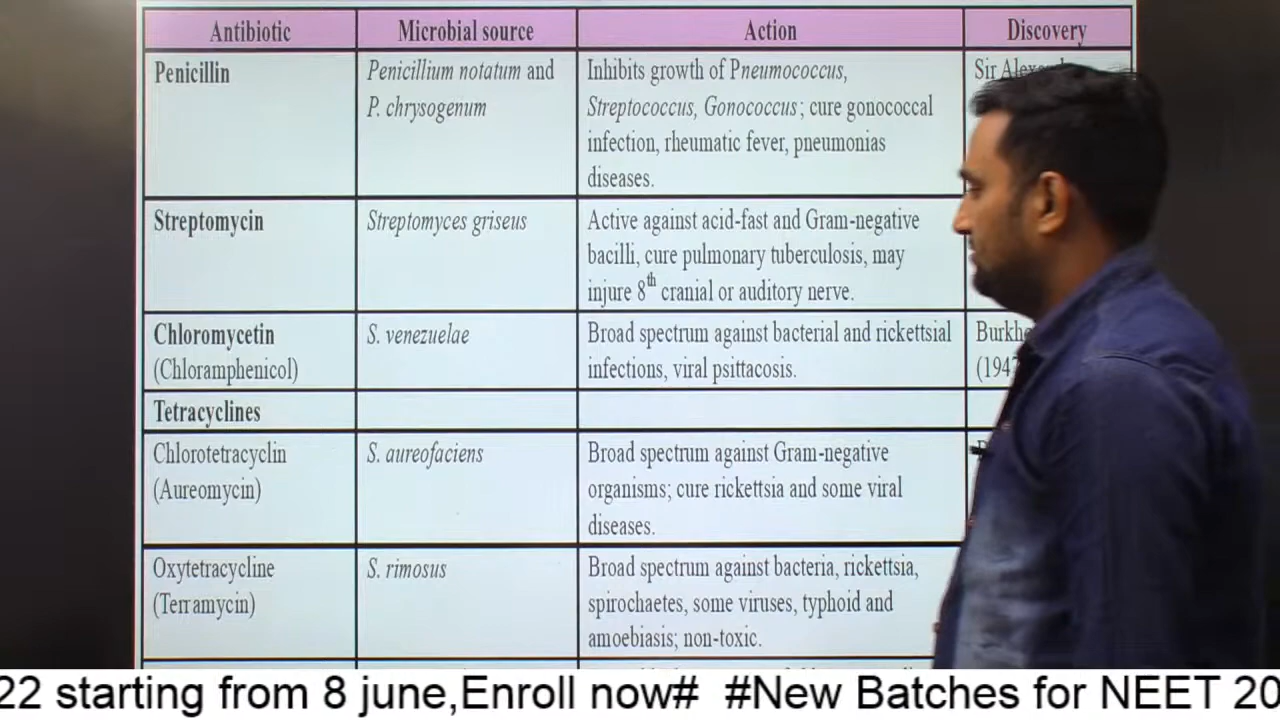 Antibiotic Microbial source Action Discovery
Penicillin Penicillium notatum and Inhibits growth of Pneumococcus, Sir
P. chrysogenum Streptococcus, Gonococcus; cure gonococcal
infection, rheumatic fever, pneumonias
diseases.
Streptomycin Streptomyces griseus Active against acid-fast and Gram-negative
bacilli, cure pulmonary tuberculosis, may
injure 8th cranial or auditory nerve.
Chloromycetin S. venezuelae Broad spectrum against bacterial and rickettsial
(Chloramphenicol) infections, viral psittacosis.
Tetracyclines
Chlorotetracyclin S. aureofaciens Broad spectrum against Gram-negative
(Aureomycin) organisms; cure rickettsia and some viral
diseases.
Oxytetracycline S. rimosus Broad spectrum against bacteria, rickettsia,
(Terramycin) spirochaetes, some viruses, typhoid and
amoebiasis; non-toxic.
22 starting from 8 june,Enroll now# #New Batches for NEET 20